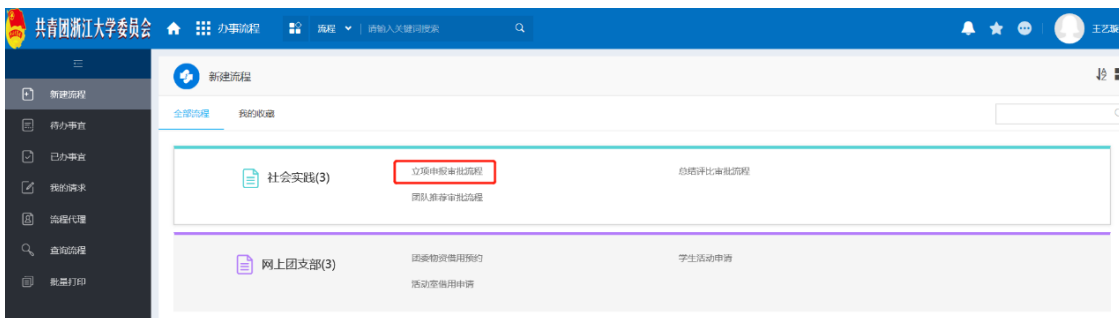 共青团浙江大学委员会 办事流程 流程 请输入关键词搜索
新建流程
待办事宜
已办事宜
我的请求
流程代理
查询流程
批量打印
新建流程
全部流程 我的收藏
社会实践(3)
立项申报审批流程 总结评比审批流程
团队推荐审批流程
网上团支部(3)
团委物资借用预约 学生活动申请
活动室借用申请